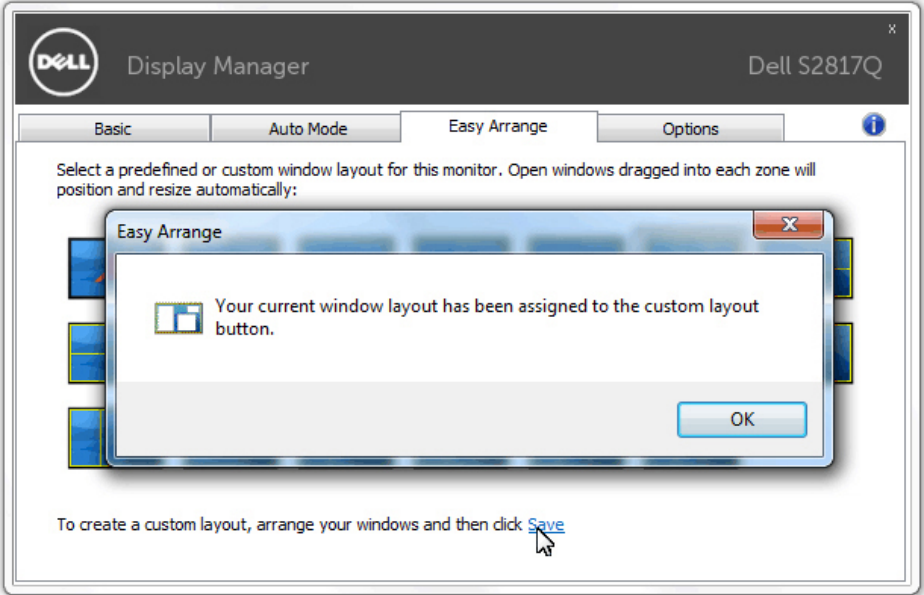 DELL
Display Manager
Dell S2817Q
x
Basic
Auto Mode
Easy Arrange
Options
i
Select a predefined or custom window layout for this monitor. Open windows dragged into each zone will
position and resize automatically:
Easy Arrange
x
Your current window layout has been assigned to the custom layout
button.
OK
To create a custom layout, arrange your windows and then click Save